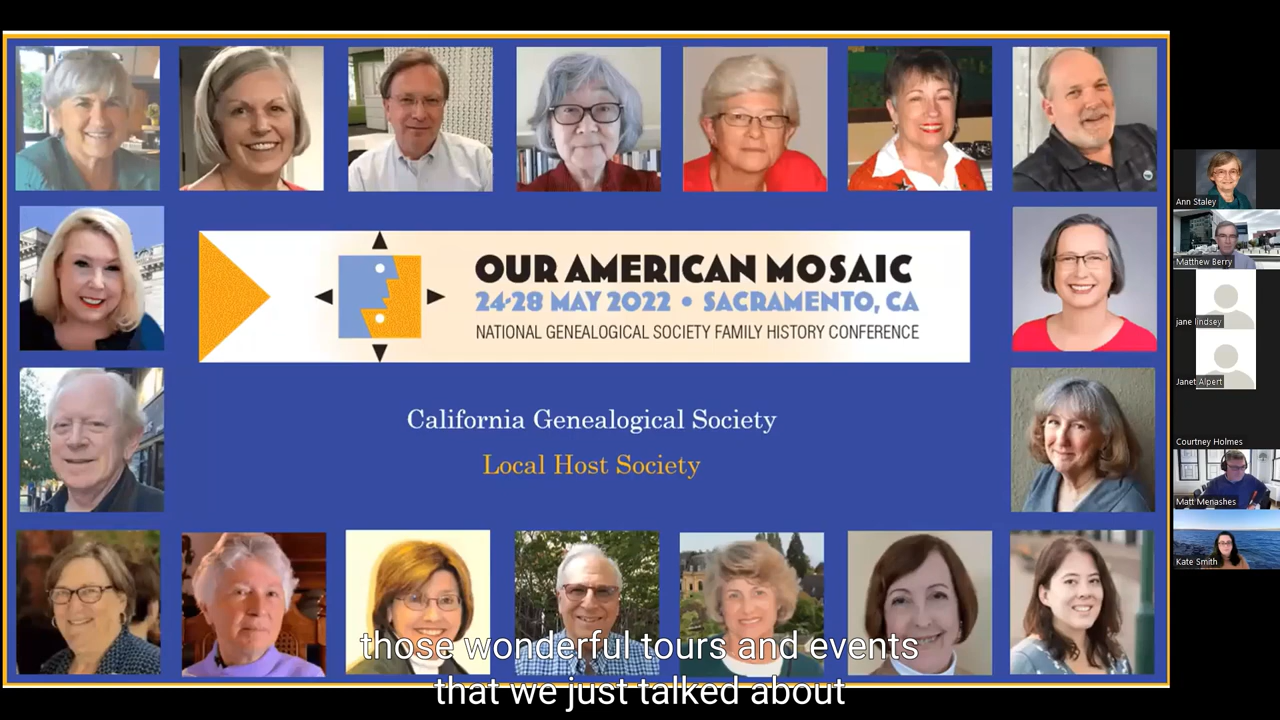 OUR AMERICAN MOSAIC
24-28 MAY 2022 • SACRAMENTO, CA
NATIONAL GENEALOGICAL SOCIETY FAMILY HISTORY CONFERENCE
California Genealogical Society
Local Host Society
those wonderful tours and events
that we just talked about
Ann Staley
Matthew Berry
jane lindsey
Janet Alpert
Courtney Holmes
Matt Menashes
Kate Smith